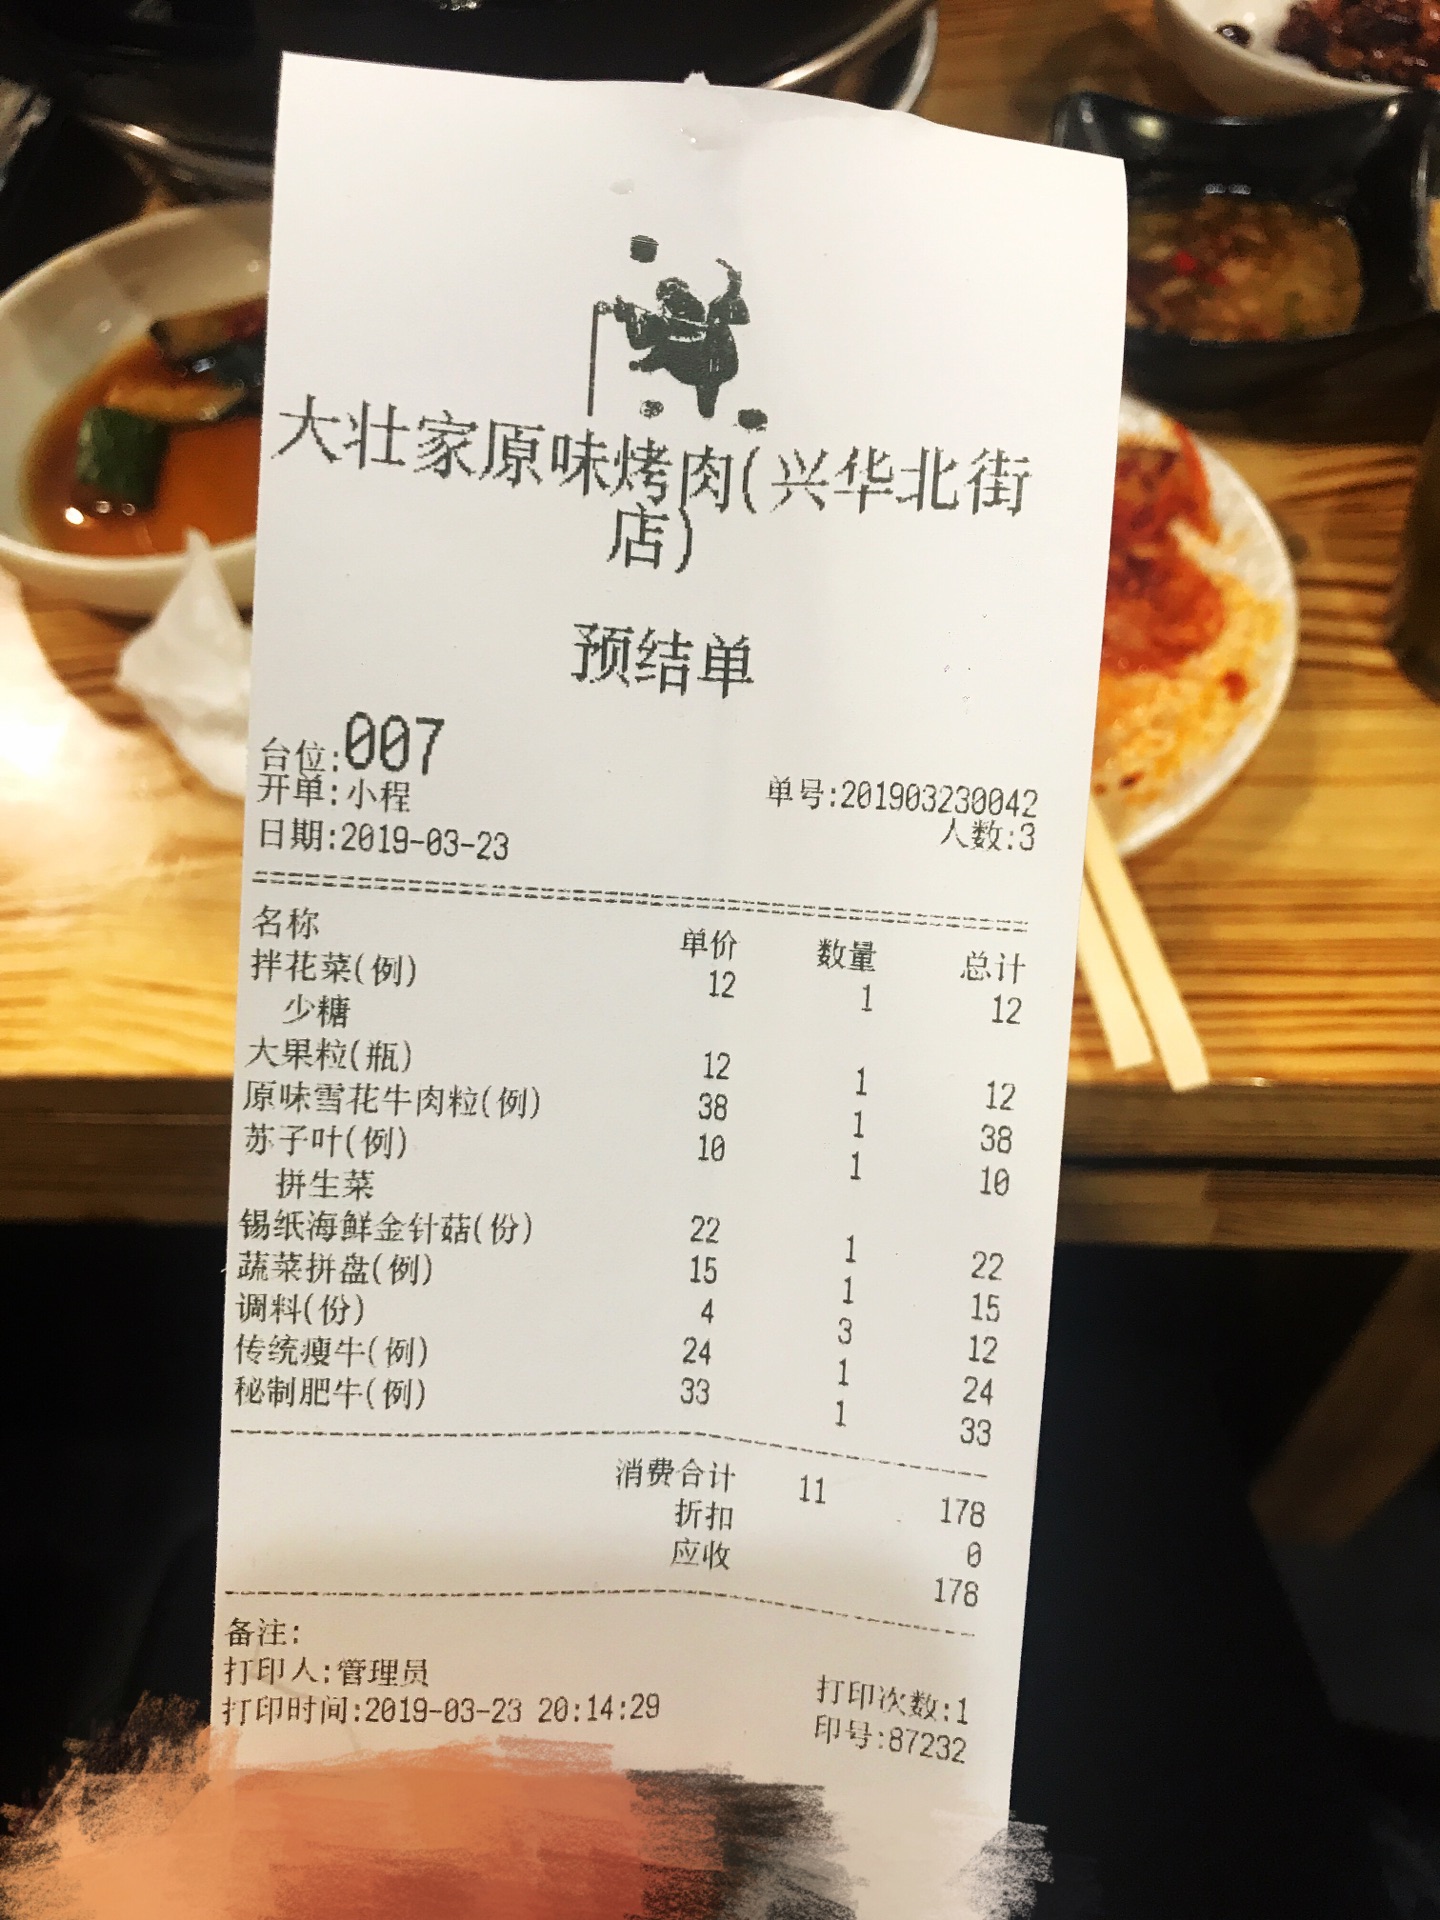 大壮家原味烤肉(兴华北街
店)
预结单
台位:007
开单:小程 单号:201903230042
日期:2019-03-23 人数:3
名称 单价 数量 总计
拌花菜(例) 12 1 12
少糖
大果粒(瓶) 12 1 12
原味雪花牛肉粒(例) 38 1 38
苏子叶(例) 10 1 10
拼生菜
锡纸海鲜金针菇(份) 22 1 22
蔬菜拼盘(例) 15 1 15
调料(份) 4 3 12
传统瘦牛(例) 24 1 24
秘制肥牛(例) 33 1 33
消费合计 11 178
折扣 0
应收 178
备注:
打印人:管理员 打印次数:1
打印时间:2019-03-23 20:14:29 印号:87232